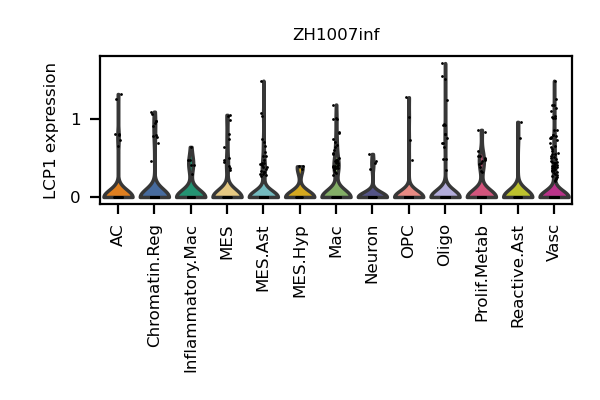 ZH1007inf
LCP1 expression
1
0
AC
Chromatin.Reg
Inflammatory.Mac
MES
MES.Ast
MES.Hyp
Mac
Neuron
OPC
Oligo
Prolif.Metab
Reactive.Ast
Vasc